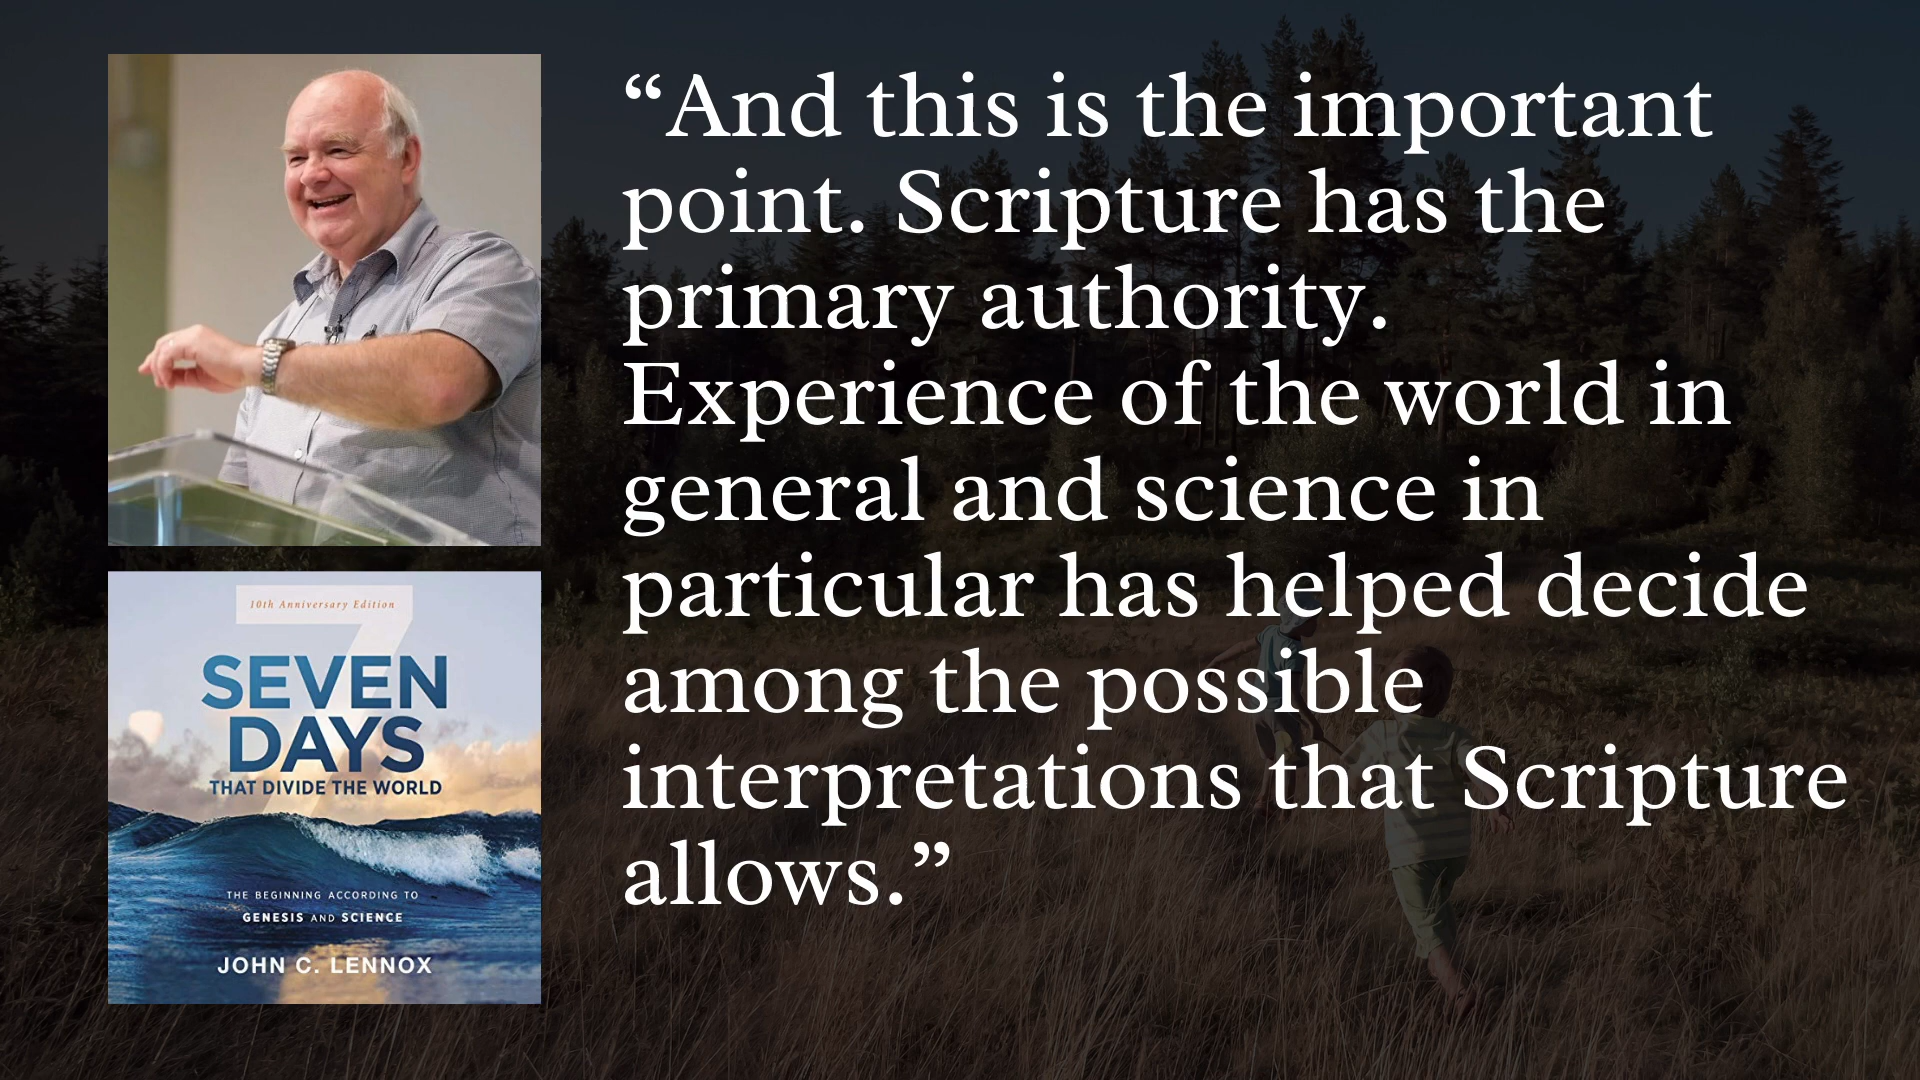 “And this is the important
point. Scripture has the
primary authority.
Experience of the world in
general and science in
particular has helped decide
among the possible
interpretations that Scripture
allows.”
7
10th Anniversary Edition
SEVEN
DAYS
THAT DIVIDE THE WORLD
THE BEGINNING ACCORDING TO
GENESIS AND SCIENCE
JOHN C. LENNOX